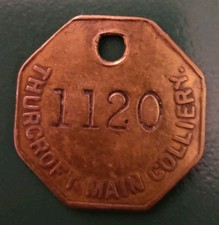 1120
THURCROFT MAIN COLLIERY.